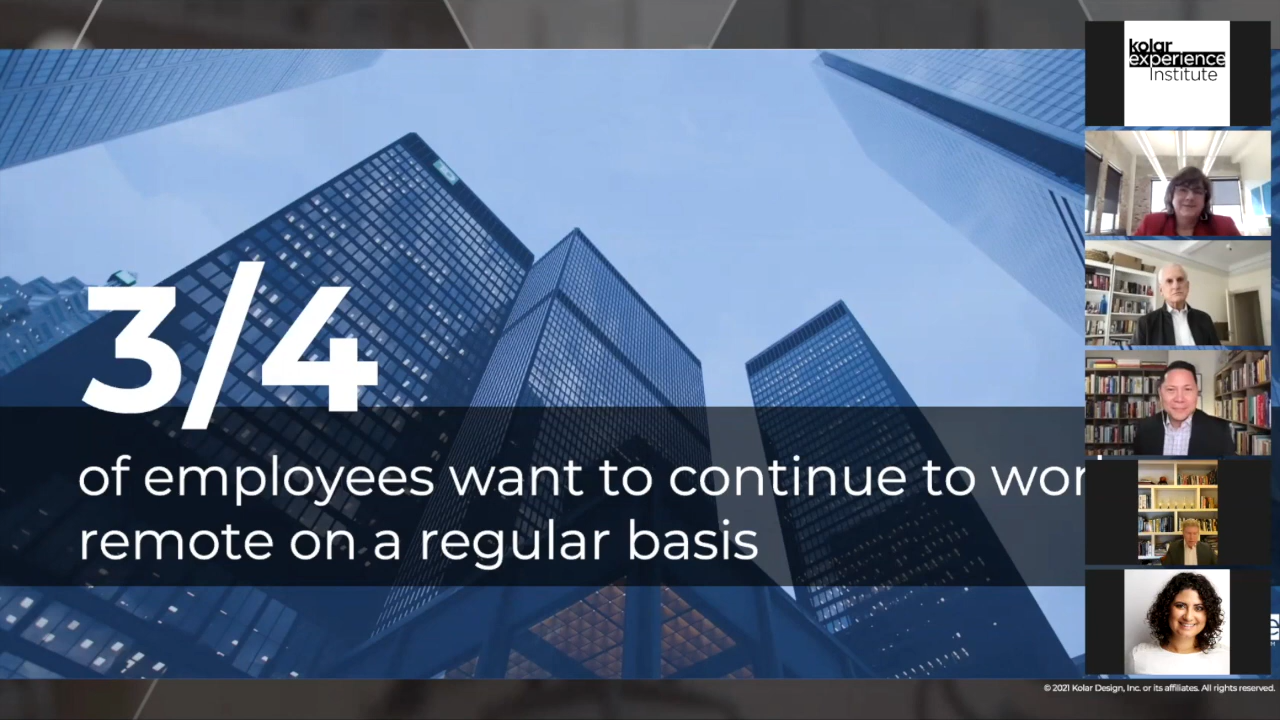 kolar
experience
Institute
3/4
of employees want to continue to
remote on a regular basis
© 2021 Kolar Design, Inc. or its affiliates. All rights reserved.